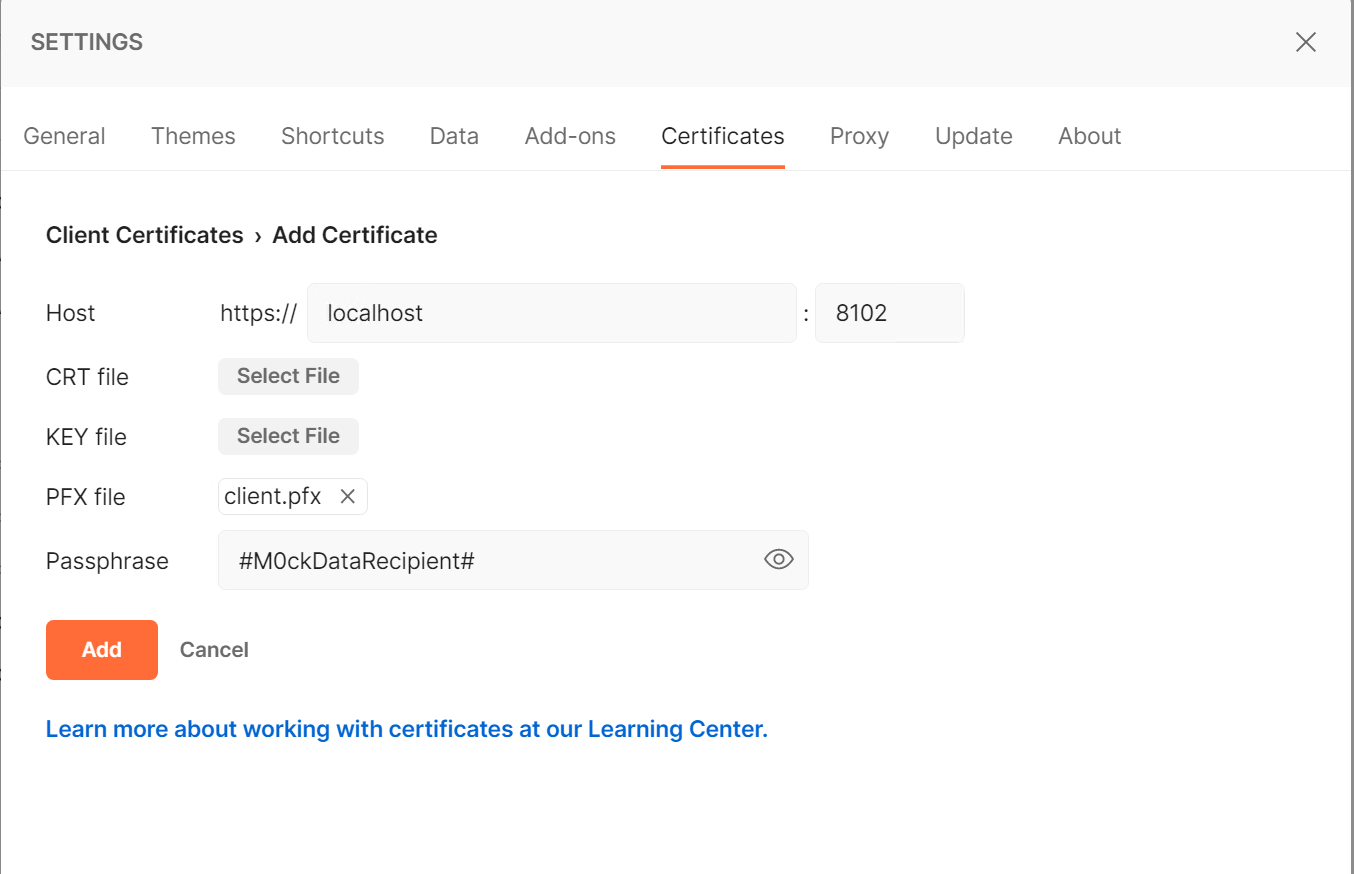 SETTINGS
General Themes Shortcuts Data Add-ons Certificates Proxy Update About
Client Certificates › Add Certificate
Host https:// localhost : 8102
CRT file Select File
KEY file Select File
PFX file client.pfx
Passphrase #M0ckDataRecipient#
Add Cancel
Learn more about working with certificates at our Learning Center.